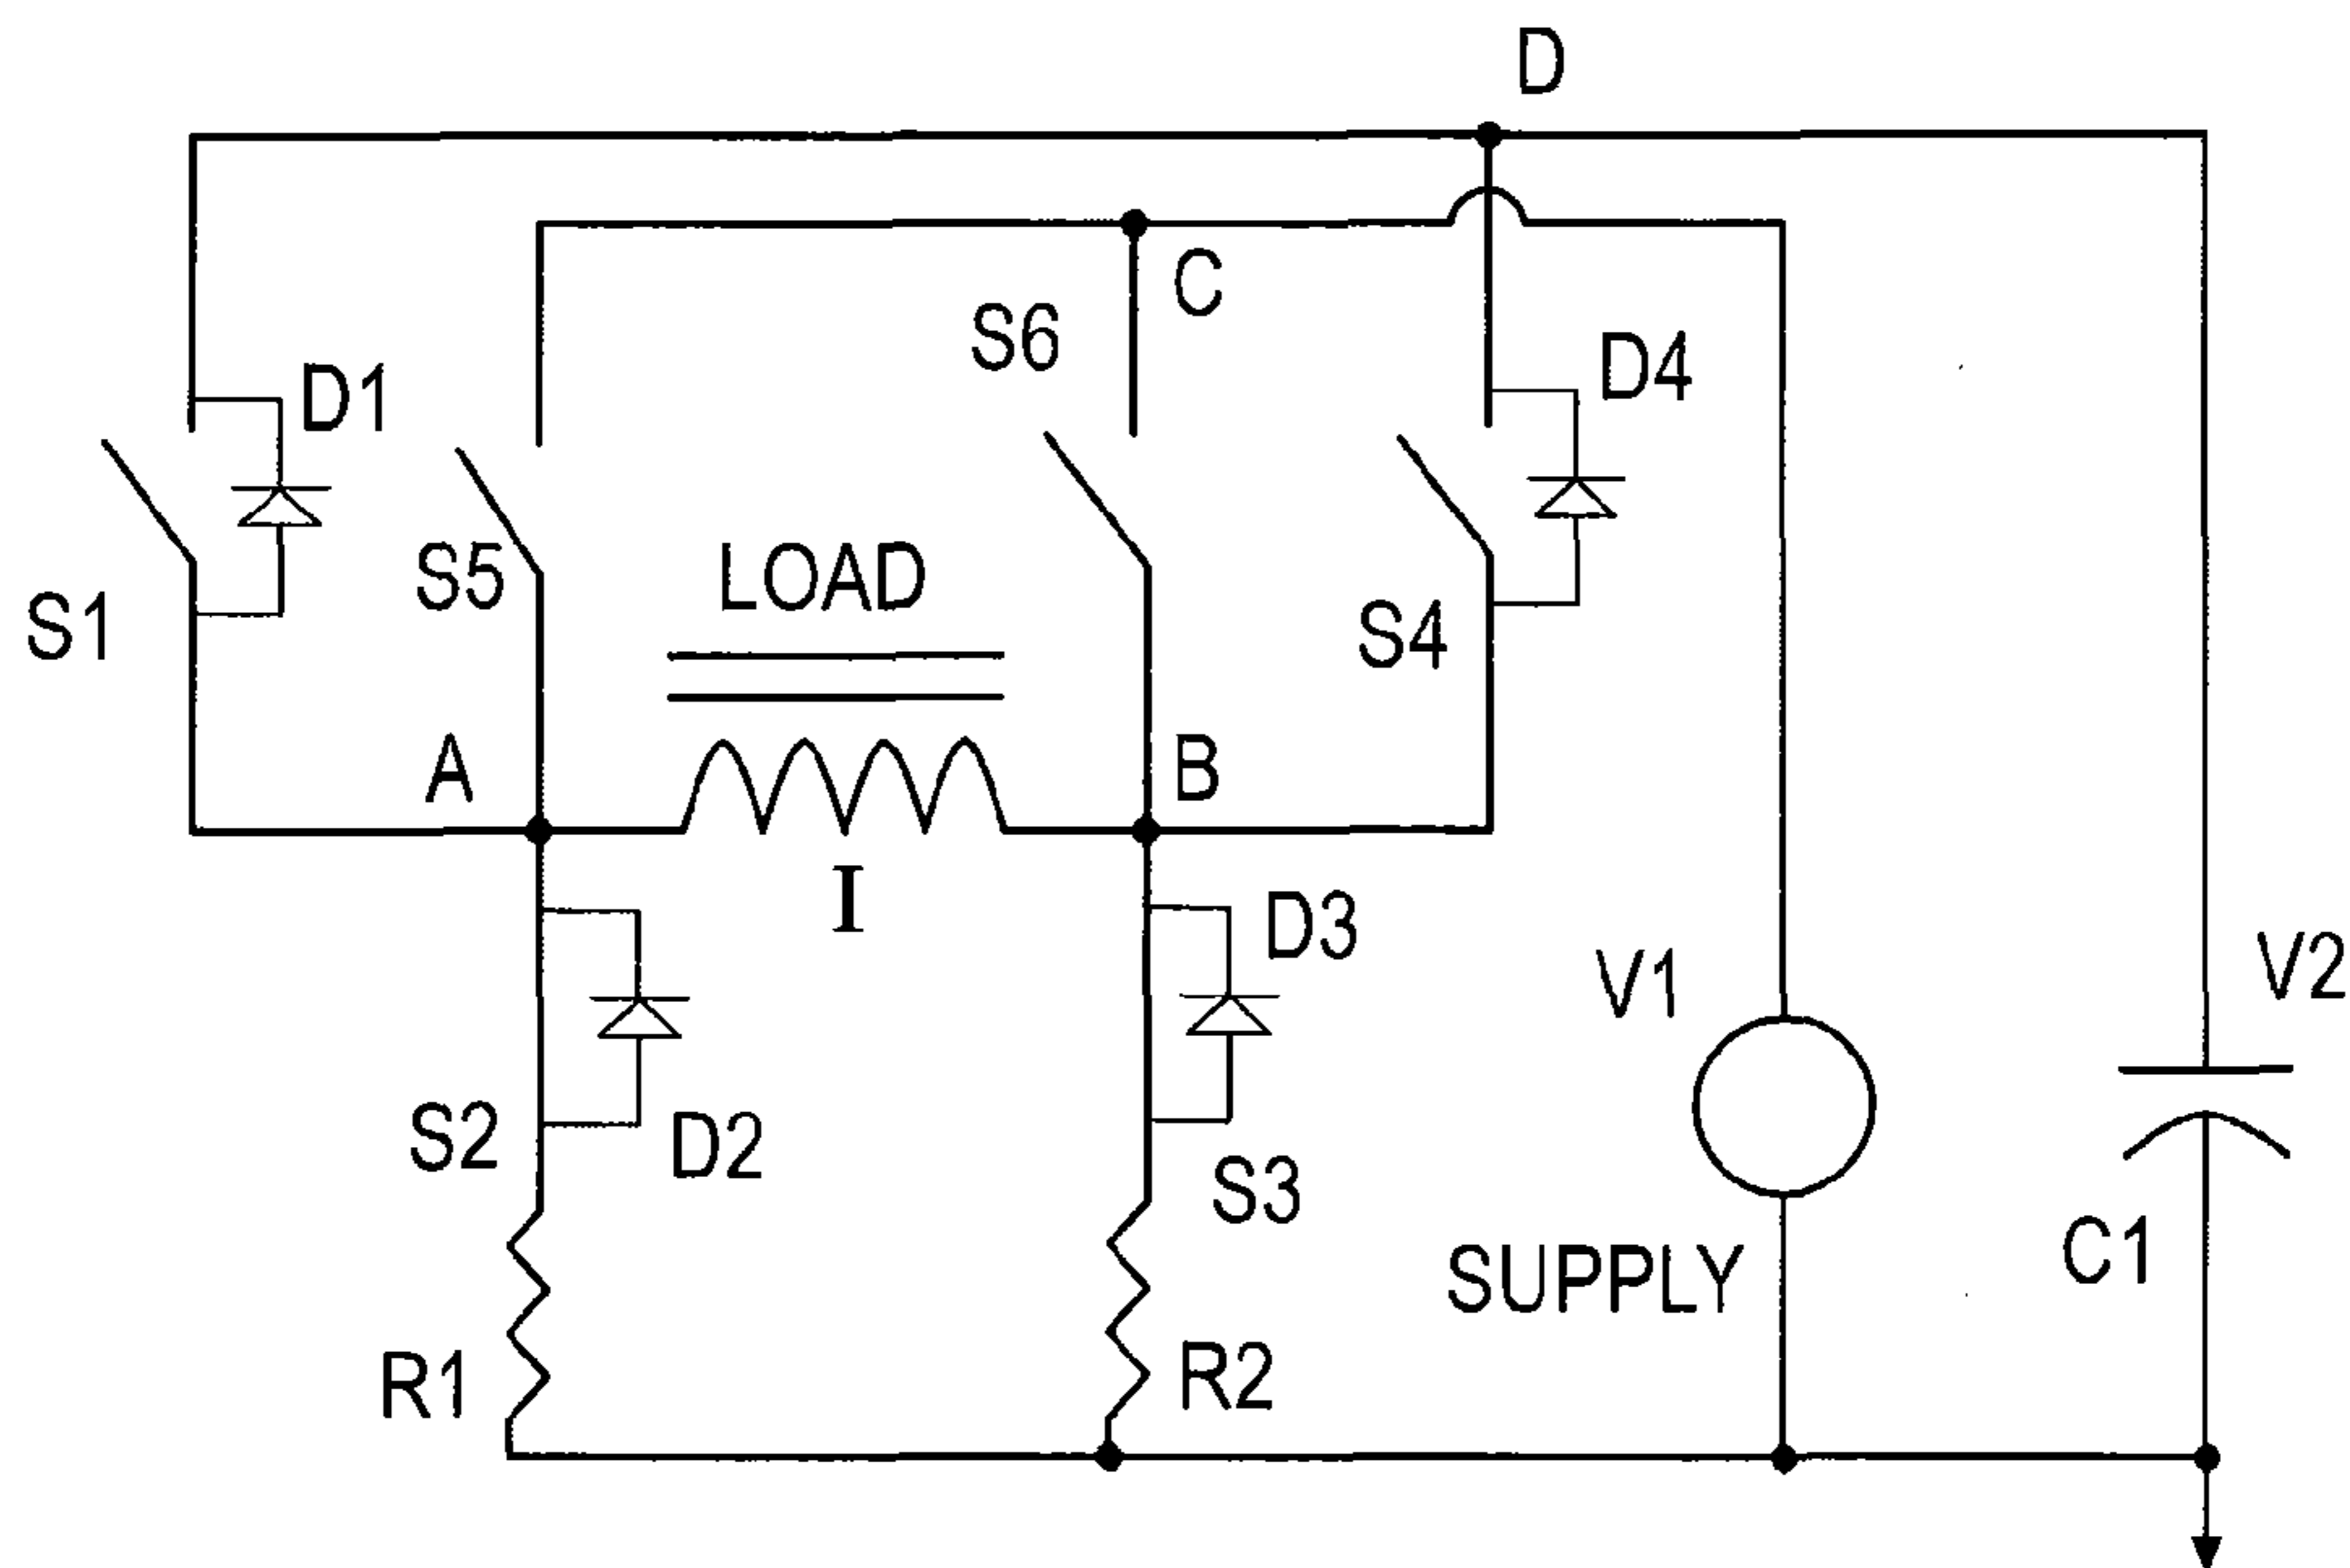 D
C
S6
D4
D1
S5
LOAD
S1
S4
A
B
I
D3
V1
V2
S2
D2
S3
SUPPLY
C1
R1
R2